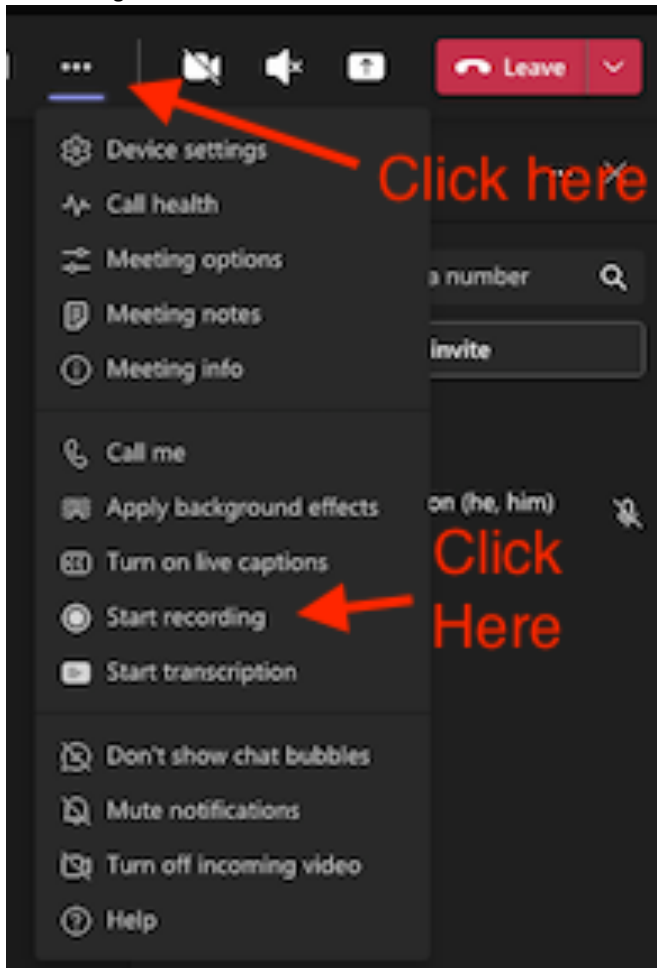 Leave
Click here
Device settings
Call health
Meeting options
a number
Meeting notes
invite
Meeting info
Call me
Apply background effects
on (he, him)
Click
Here
Turn on live captions
Start recording
Start transcription
Don't show chat bubbles
Mute notifications
Turn off incoming video
Help